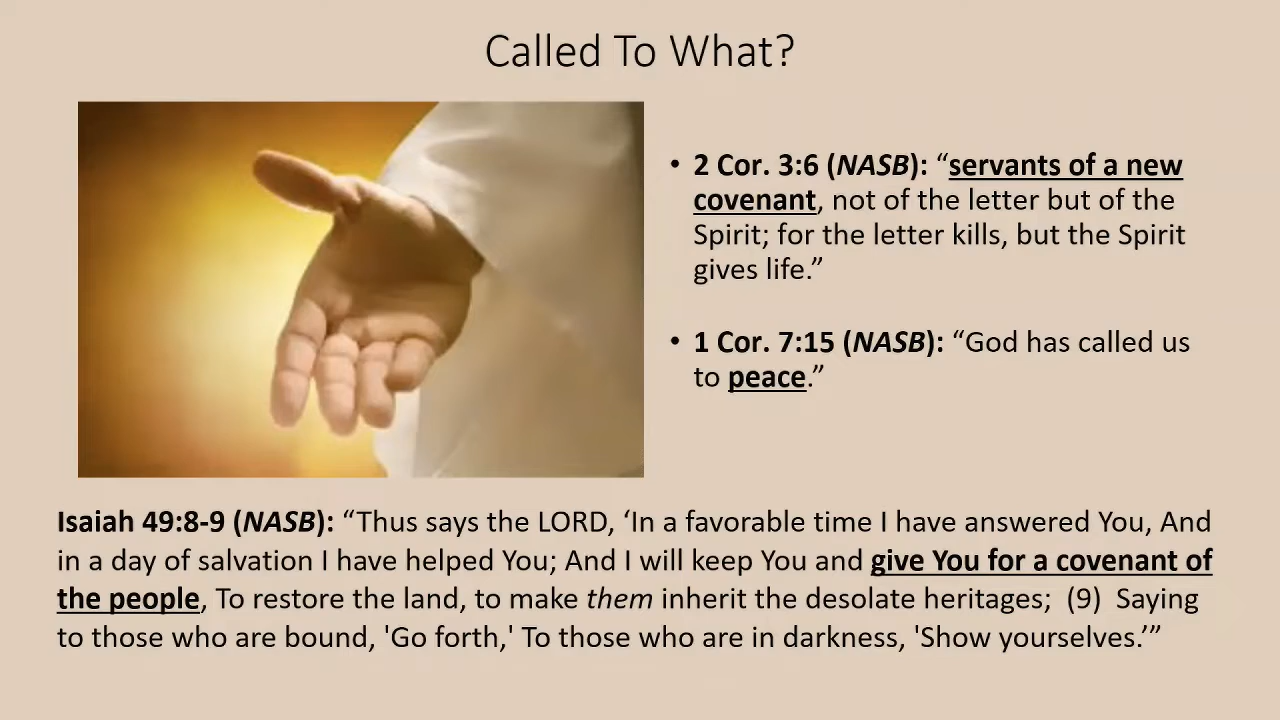 Called To What?
• 2 Cor. 3:6 (NASB): “servants of a new
covenant, not of the letter but of the
Spirit; for the letter kills, but the Spirit
gives life.”
• 1 Cor. 7:15 (NASB): “God has called us
to peace.”
Isaiah 49:8-9 (NASB): “Thus says the LORD, ‘In a favorable time I have answered You, And
in a day of salvation I have helped You; And I will keep You and give You for a covenant of
the people, To restore the land, to make them inherit the desolate heritages;  (9)  Saying
to those who are bound, 'Go forth,' To those who are in darkness, 'Show yourselves.’”